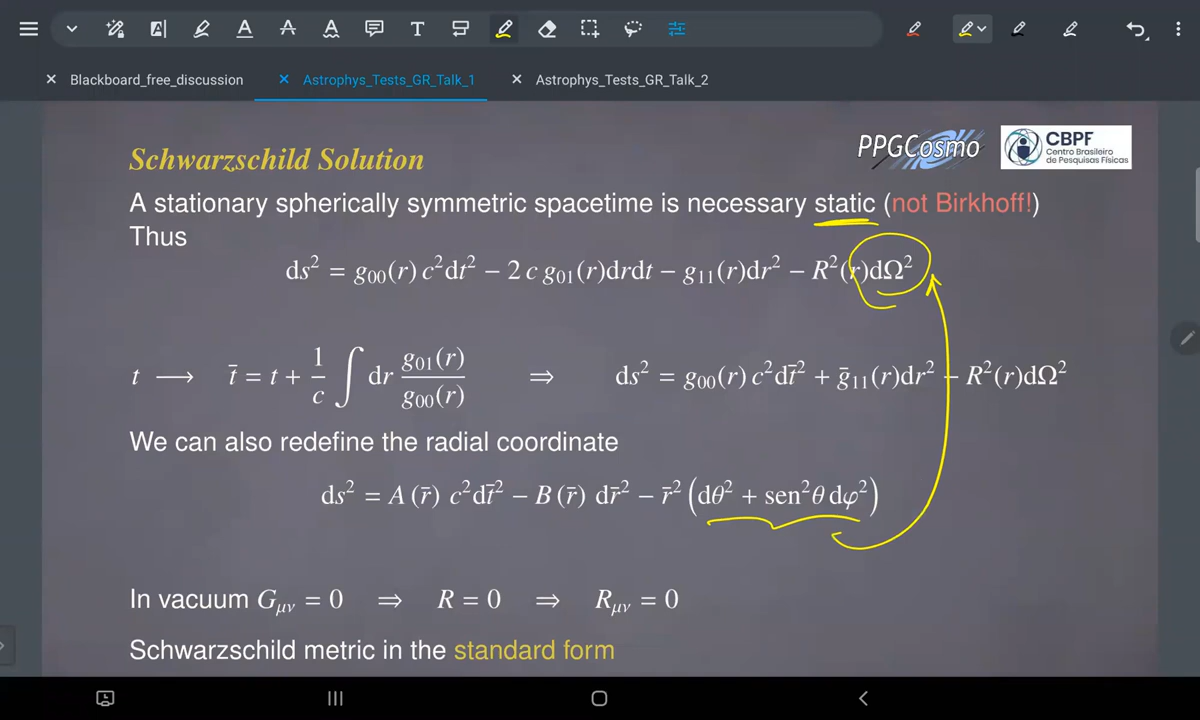 Blackboard_free_discussion Astrophys_Tests_GR_Talk_1 Astrophys_Tests_GR_Talk_2
Schwarzschild Solution
PPGCosmo
CBPF
Centro Brasileiro
de Pesquisas Físicas
A stationary spherically symmetric spacetime is necessary static (not Birkhoff!)
Thus
ds² = g₀₀(r) c²dt² − 2 c g₀₁(r)drdt − g₁₁(r)dr² − R²(r)dΩ²
t ⟶ t̄ = t + 1/c ∫ dr g₀₁(r)/g₀₀(r) ⇒ ds² = g₀₀(r) c²dt̄² + ḡ₁₁(r)dr² − R²(r)dΩ²
We can also redefine the radial coordinate
ds² = A (r̄) c²dt̄² − B (r̄) dr̄² − r̄² (dθ² + sen²θ dφ²)
In vacuum Gμν = 0 ⇒ R = 0 ⇒ Rμν = 0
Schwarzschild metric in the standard form